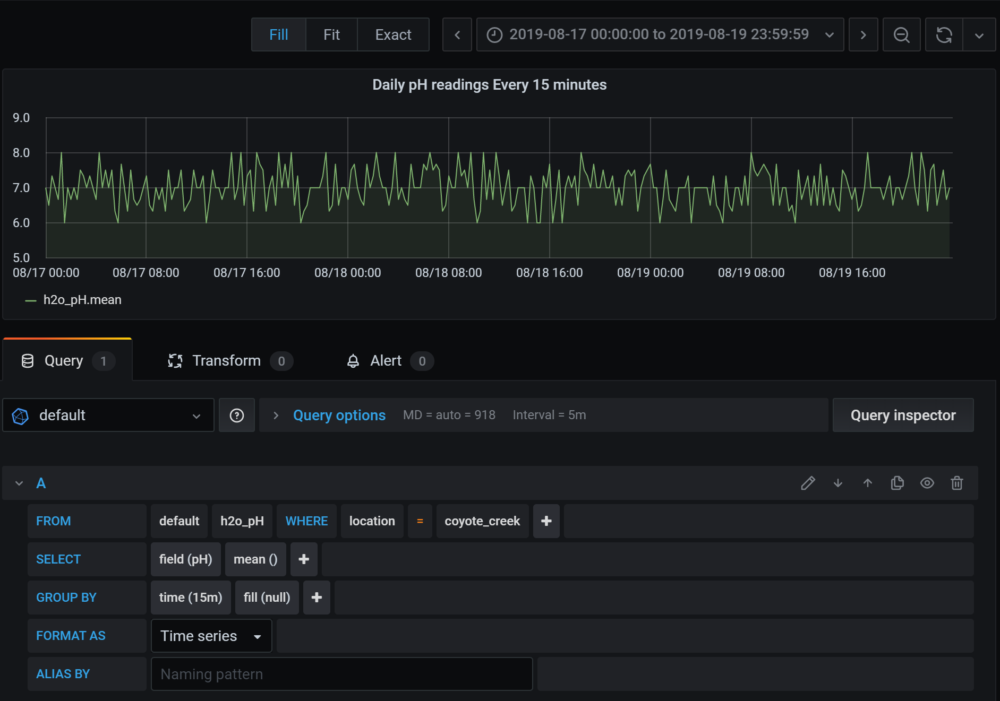 Fill Fit Exact 2019-08-17 00:00:00 to 2019-08-19 23:59:59
Daily pH readings Every 15 minutes
9.0
8.0
7.0
6.0
5.0
08/17 00:00 08/17 08:00 08/17 16:00 08/18 00:00 08/18 08:00 08/18 16:00 08/19 00:00 08/19 08:00 08/19 16:00
h2o_pH.mean
Query 1 Transform 0 Alert 0
default Query options MD = auto = 918 Interval = 5m Query inspector
A
FROM default h2o_pH WHERE location = coyote_creek +
SELECT field (pH) mean () +
GROUP BY time (15m) fill (null) +
FORMAT AS Time series
ALIAS BY Naming pattern